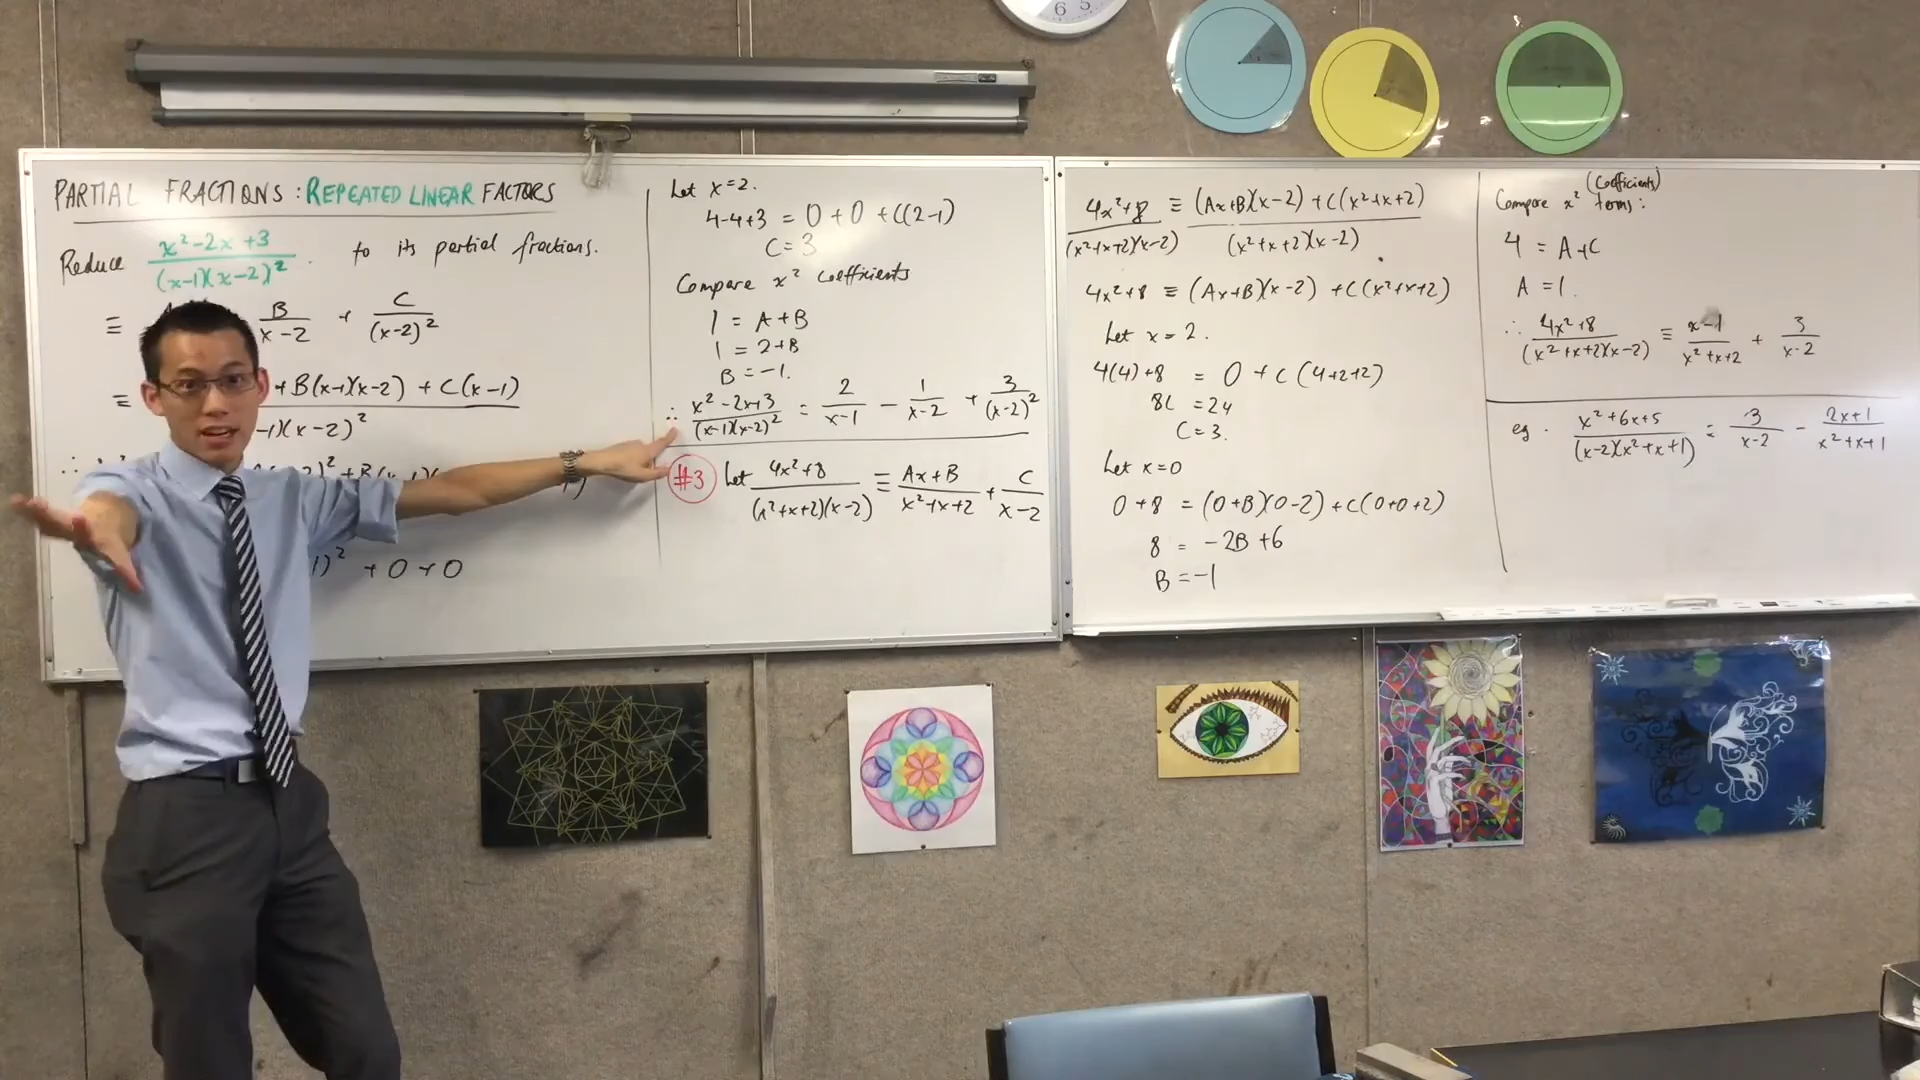 PARTIAL FRACTIONS : REPEATED LINEAR FACTORS
Reduce (x² - 2x + 3)/((x-1)(x-2)²) to its partial fractions.
≡ B/(x-2) + C/(x-2)²
≡ + B(x-1)(x-2) + C(x-1)
-1)(x-2)²
∴
1)² + 0 + 0
Let x=2.
4-4+3 = 0 + 0 + C(2-1)
C = 3
Compare x² coefficients
1 = A+B
1 = 2+B
B = -1.
∴ (x² - 2x+3)/((x-1)(x-2)²) = 2/(x-1) - 1/(x-2) + 3/(x-2)²
#3 Let (4x²+8)/((x²+x+2)(x-2)) ≡ (Ax+B)/(x²+x+2) + C/(x-2)
(4x²+8)/((x²+x+2)(x-2)) ≡ ((Ax+B)(x-2) + C(x²+x+2))/((x²+x+2)(x-2))
4x²+8 ≡ (Ax+B)(x-2) + C(x²+x+2)
Let x = 2.
4(4)+8 = 0 + C(4+2+2)
8C = 24
C = 3.
Let x=0
0+8 = (0+B)(0-2) + C(0+0+2)
8 = -2B + 6
B = -1
Compare x² (coefficients) terms:
4 = A+C
A = 1.
∴ (4x²+8)/((x²+x+2)(x-2)) ≡ (x-1)/(x²+x+2) + 3/(x-2)
eg. (x²+6x+5)/((x-2)(x²+x+1)) = 3/(x-2) - (2x+1)/(x²+x+1)
6 5